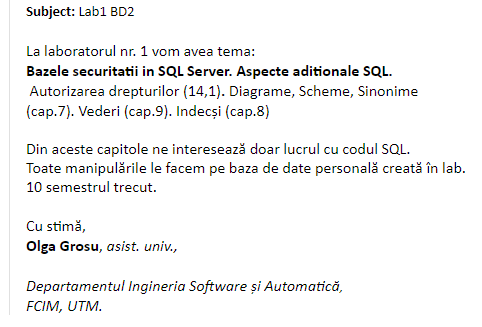 Subject: Lab1 BD2
La laboratorul nr. 1 vom avea tema:
Bazele securitatii in SQL Server. Aspecte aditionale SQL.
Autorizarea drepturilor (14,1). Diagrame, Scheme, Sinonime
(cap.7). Vederi (cap.9). Indecși (cap.8)
Din aceste capitole ne interesează doar lucrul cu codul SQL.
Toate manipulările le facem pe baza de date personală creată în lab.
10 semestrul trecut.
Cu stimă,
Olga Grosu, asist. univ.,
Departamentul Ingineria Software și Automatică,
FCIM, UTM.